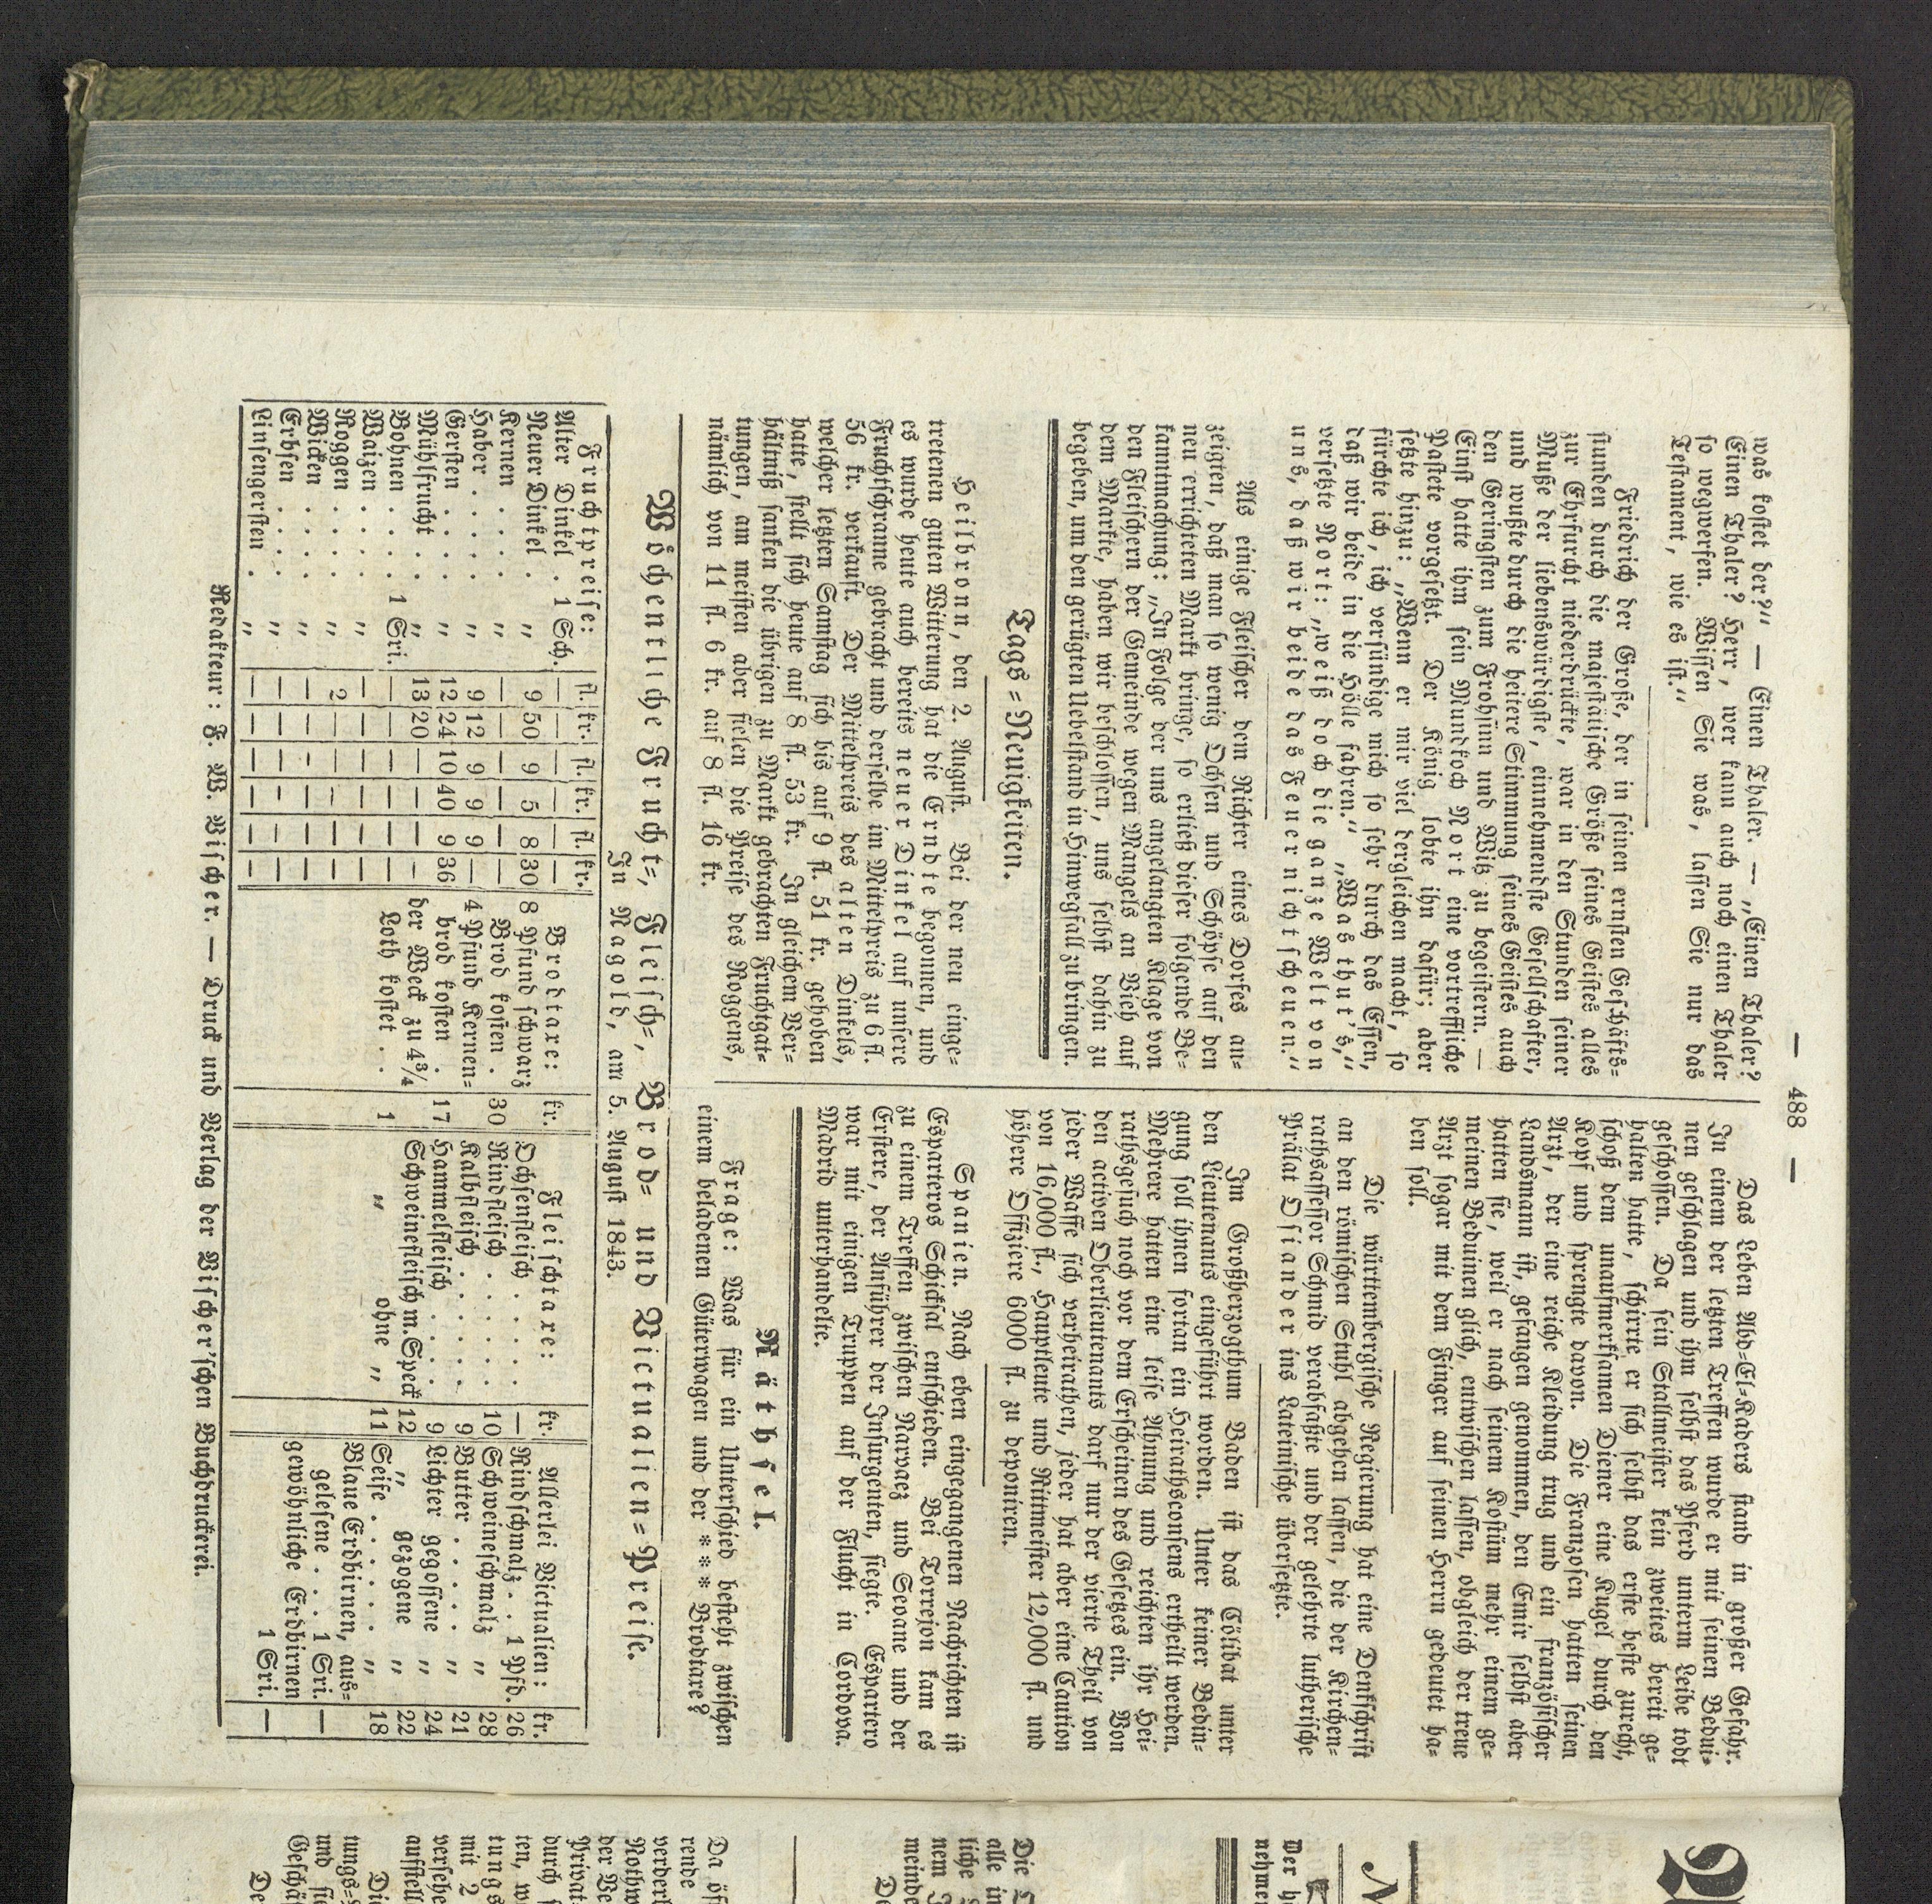 — 488 —
was kostet der?“ — Einen Thaler. — „Einen Thaler?
Einen Thaler? Herr, wer kann auch noch einen Thaler
so wegwerfen. Wissen Sie was, lassen Sie nur das
Testament, wie es ist.“
Friedrich der Große, der in seinen ernsten Geschäfts-
stunden durch die majestätische Größe seines Geistes alles
zur Ehrfurcht niederdrückte, war in den Stunden seiner
Muße der liebenswürdigste, einnehmendste Gesellschafter,
und wußte durch die heitere Stimmung seines Geistes auch
den Geringsten zum Frohsinn und Witz zu begeistern. —
Einst hatte ihm sein Mundkoch Nort eine vortreffliche
Pastete vorgesetzt. Der König lobte ihn dafür; aber
setzte hinzu: „Wenn er mir viel dergleichen macht, so
fürchte ich, ich versündige mich so sehr durch das Essen,
daß wir beide in die Hölle fahren.“ „Was thut's,“
versetzte Nort: „weiß doch die ganze Welt von
uns, daß wir beide das Feuer nicht scheuen.“
Als einige Fleischer dem Richter eines Dorfes an-
zeigten, daß man so wenig Ochsen und Schöpse auf den
neu errichteten Markt bringe, so erließ dieser folgende Be-
kanntmachung: „In Folge der uns angelangten Klage von
den Fleischern der Gemeinde wegen Mangels an Vieh auf
dem Markte, haben wir beschlossen, uns selbst dahin zu
begeben, um den gerügten Uebelstand in Hinwegfall zu bringen.
Tags-Neuigkeiten.
Heilbronn, den 2. August. Bei der neu einge-
tretenen guten Witterung hat die Erndte begonnen, und
es wurde heute auch bereits neuer Dinkel auf unsere
Fruchtschranne gebracht und derselbe im Mittelpreis zu 6 fl.
56 kr. verkauft. Der Mittelpreis des alten Dinkels,
welcher letzten Samstag sich bis auf 9 fl. 51 kr. gehoben
hatte, stellt sich heute auf 8 fl. 53 kr. In gleichem Ver-
hältniß sanken die übrigen zu Markt gebrachten Fruchtgat-
tungen, am meisten aber fielen die Preise des Roggens,
nämlich von 11 fl. 6 kr. auf 8 fl. 16 kr.
Das Leben Abd-El-Kaders stand in großer Gefahr.
In einem der letzten Treffen wurde er mit seinen Bedui-
nen geschlagen und ihm selbst das Pferd unterm Leibe todt
geschossen. Da sein Stallmeister kein zweites bereit ge-
halten hatte, schirrte er sich selbst das erste beste zurecht,
schoß dem unaufmerksamen Diener eine Kugel durch den
Kopf und sprengte davon. Die Franzosen hatten seinen
Arzt, der eine reiche Kleidung trug und ein französischer
Landsmann ist, gefangen genommen, den Emir selbst aber
hatten sie, weil er nach seinem Kostüm mehr einem ge-
meinen Beduinen glich, entwischen lassen, obgleich der treue
Arzt sogar mit dem Finger auf seinen Herrn gedeutet ha-
ben soll.
Die württembergische Regierung hat eine Denkschrift
an den römischen Stuhl abgehen lassen, die der Kirchen-
rathsassessor Schmid verabfaßte und der gelehrte lutherische
Prälat Osiander ins Lateinische übersetzte.
Im Großherzogthum Baden ist das Cölibat unter
den Lieutenants eingeführt worden. Unter keiner Bedin-
gung soll ihnen fortan ein Heirathsconsens ertheilt werden.
Mehrere hatten eine leise Ahnung und reichten ihr Hei-
rathsgesuch noch vor dem Erscheinen des Gesetzes ein. Von
den activen Oberlieutenants darf nur der vierte Theil von
jeder Waffe sich verheirathen, jeder hat aber eine Caution
von 16,000 fl., Hauptleute und Rittmeister 12,000 fl. und
höhere Offiziere 6000 fl. zu deponiren.
Spanien. Nach eben eingegangenen Nachrichten ist
Esparteros Schicksal entschieden. Bei Torrejon kam es
zu einem Treffen zwischen Narvaez und Seoane und der
Erstere, der Anführer der Insurgenten, siegte. Espartero
war mit einigen Truppen auf der Flucht in Cordova.
Madrid unterhandelte.
Räthsel.
Frage: Was für ein Unterschied besteht zwischen
einem beladenen Güterwagen und der *** Brodtaxe?
Wöchentliche Frucht-, Fleisch-, Brod- und Victualien-Preise.
In Nagold, am 5. August 1843.
Fruchtpreise: fl. kr. fl. kr. fl. kr.
Alter Dinkel . 1 Sch. — — — — — —
Neuer Dinkel . „ 9 50 9 5 8 30
Kernen . . . . „ — — — — — —
Haber . . . . „ 9 12 9 9 9 —
Gersten . . . . „ 12 24 10 40 9 36
Mühlfrucht . . . „ 13 20 — — — —
Bohnen . . . . 1 Sri. — — — — — —
Waizen . . . . „ — — — — — —
Roggen . . . . „ 2 — — — — —
Wicken . . . . „ — — — — — —
Erbsen . . . . „ — — — — — —
Linsengersten . „ — — — — — —
Brodtaxe: kr.
8 Pfund schwarz
Brod kosten . 30
4 Pfund Kernen-
brod kosten . 17
der Weck zu 4¾
Loth kostet . . 1
Fleischtaxe: kr.
Ochsenfleisch . . . . —
Rindfleisch . . . . 10
Kalbfleisch . . . . 9
Hammelfleisch . . . 9
Schweinefleisch m. Speck 12
„ ohne „ 11
Allerlei Victualien: kr.
Rindschmalz . . 1 Pfd. 26
Schweineschmalz „ 28
Butter . . . . . „ 21
Lichter gegossene „ 24
„ gezogene „ 22
Seife . . . . . „ 18
Blaue Erdbirnen, aus-
gelesene . . . 1 Sri. —
gewöhnliche Erdbirnen
1 Sri. —
Redakteur: F. W. Vischer. — Druck und Verlag der Vischer'schen Buchdruckerei.
Der h
nehme
Die
alle in
liche
nem
meinde
De
Da öf
rende
verderb
Nothw
der Be
Privat
durch
ten, w
tungs
mit 2
versehe
aufstell
Di
tungs-
und sie
Geschä
De